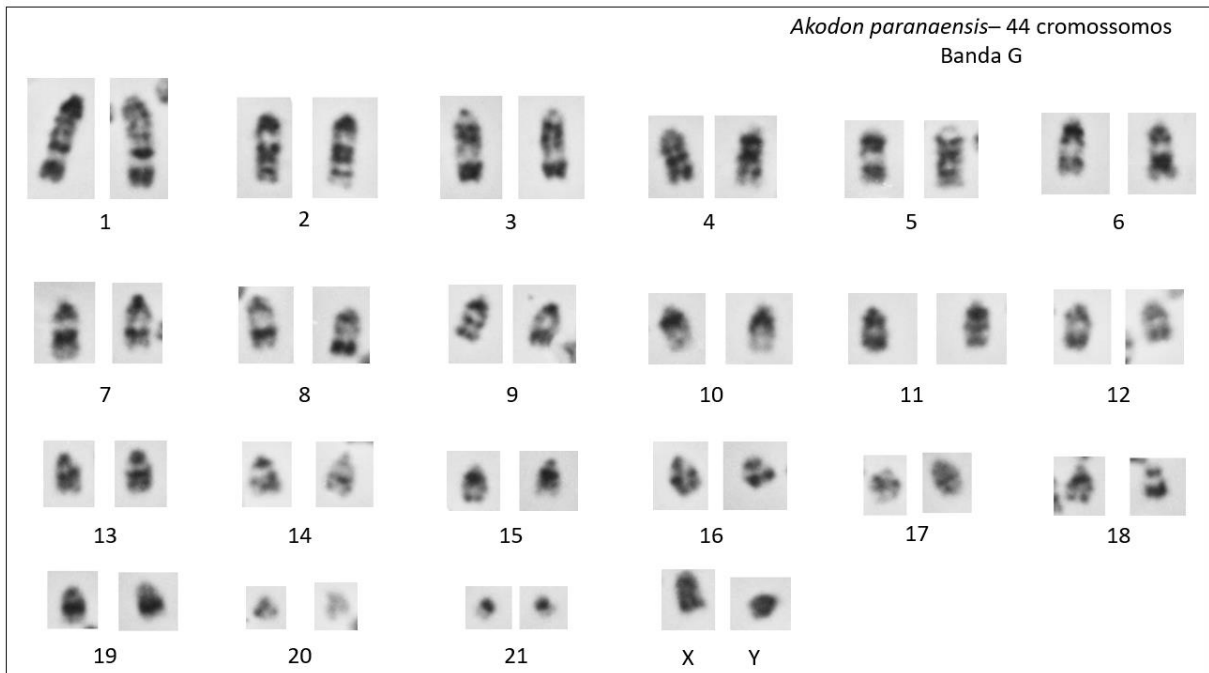 Akodon paranaensis– 44 cromossomos
Banda G
1 2 3 4 5 6
7 8 9 10 11 12
13 14 15 16 17 18
19 20 21 X Y